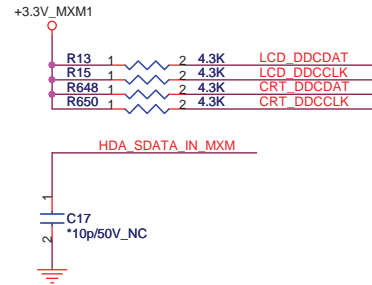 +3.3V_MXM1
R13 1 2 4.3K LCD_DDCDAT
R15 1 2 4.3K LCD_DDCCLK
R648 1 2 4.3K CRT_DDCDAT
R650 1 2 4.3K CRT_DDCCLK
HDA_SDATA_IN_MXM
1
C17
2
*10p/50V_NC